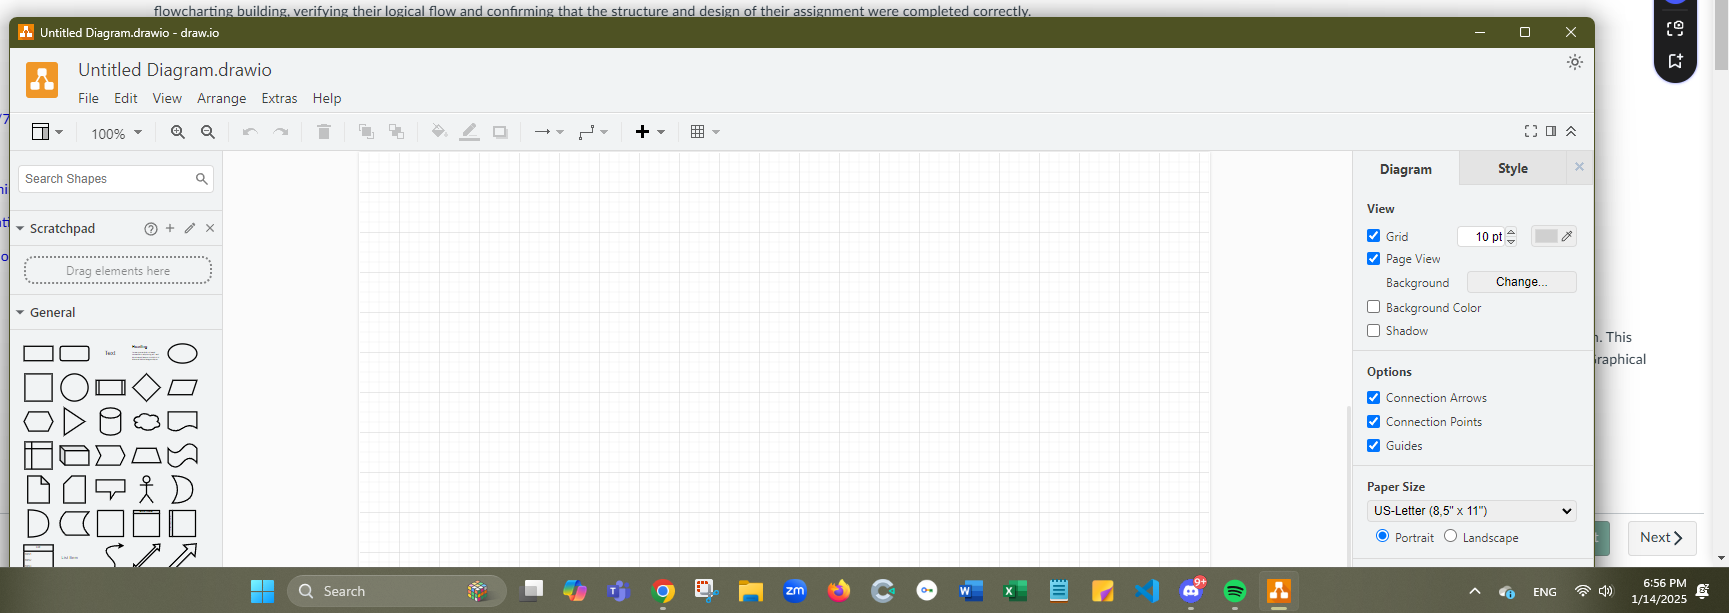 flowcharting building, verifying their logical flow and confirming that the structure and design of their assignment were completed correctly.
Untitled Diagram.drawio - draw.io
Untitled Diagram.drawio
File Edit View Arrange Extras Help
100%
Search Shapes
Scratchpad
Drag elements here
General
Text
Heading
Diagram
Style
View
Grid
10 pt
Page View
Background
Change...
Background Color
Shadow
Options
Connection Arrows
Connection Points
Guides
Paper Size
US-Letter (8,5" x 11")
Portrait
Landscape
. This
raphical
Next
Search
zm
9+
ENG
6:56 PM
1/14/2025